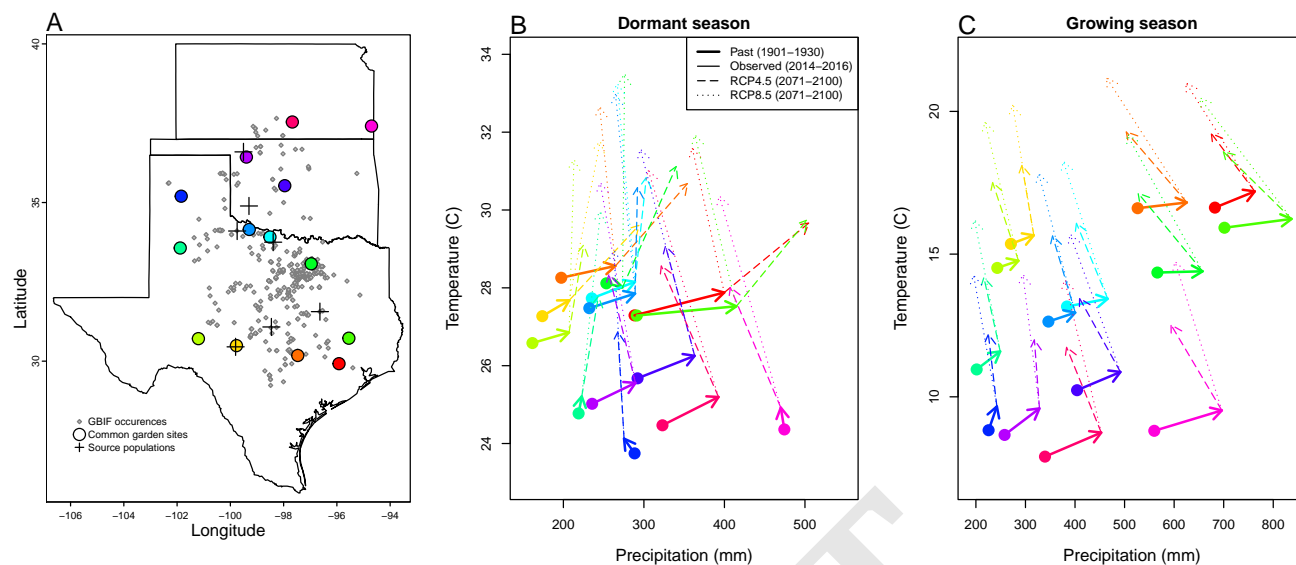 A
40
35
30
Latitude
GBIF occurences
Common garden sites
Source populations
−106 −104 −102 −100 −98 −96 −94
Longitude
B
Dormant season
Past (1901−1930)
Observed (2014−2016)
RCP4.5 (2071−2100)
RCP8.5 (2071−2100)
34
32
30
28
26
24
Temperature (C)
200 300 400 500
Precipitation (mm)
C
Growing season
20
15
10
Temperature (C)
200 300 400 500 600 700 800
Precipitation (mm)